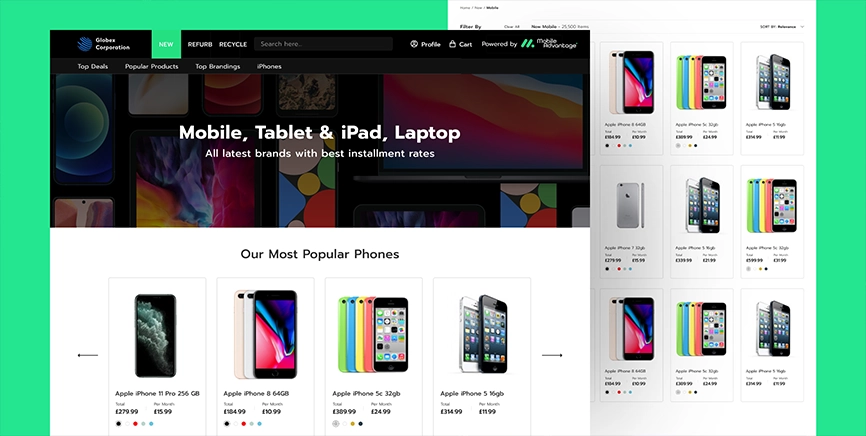 Home / New / Mobile
Filter By Clear All New Mobile - 25,500 items SORT BY: Relevance
Globex
Corporation
NEW REFURB RECYCLE Search here... Profile Cart Powered by Mobile
Advantage
Top Deals Popular Products Top Brandings iPhones
Mobile, Tablet & iPad, Laptop
All latest brands with best installment rates
Our Most Popular Phones
Apple iPhone 11 Pro 256 GB
Total Per Month
£279.99 £15.99
Apple iPhone 8 64GB
Total Per Month
£184.99 £10.99
Apple iPhone 5c 32gb
Total Per Month
£389.99 £24.99
Apple iPhone 5 16gb
Total Per Month
£314.99 £11.99
Apple iPhone 8 64GB
Total Per Month
£184.99 £10.99
Apple iPhone 5c 32gb
Total Per Month
£389.99 £24.99
Apple iPhone 5 16gb
Total Per Month
£314.99 £11.99
Apple iPhone 7 32gb
Total Per Month
£279.99 £15.99
Apple iPhone 5 16gb
Total Per Month
£339.99 £21.99
Apple iPhone 5c 32gb
Total Per Month
£599.99 £31.99
Apple iPhone 8 64GB
Total Per Month
£184.99 £10.99
Apple iPhone 5c 32gb
Total Per Month
£309.99 £24.99
Apple iPhone 5 16gb
Total Per Month
£314.99 £11.99